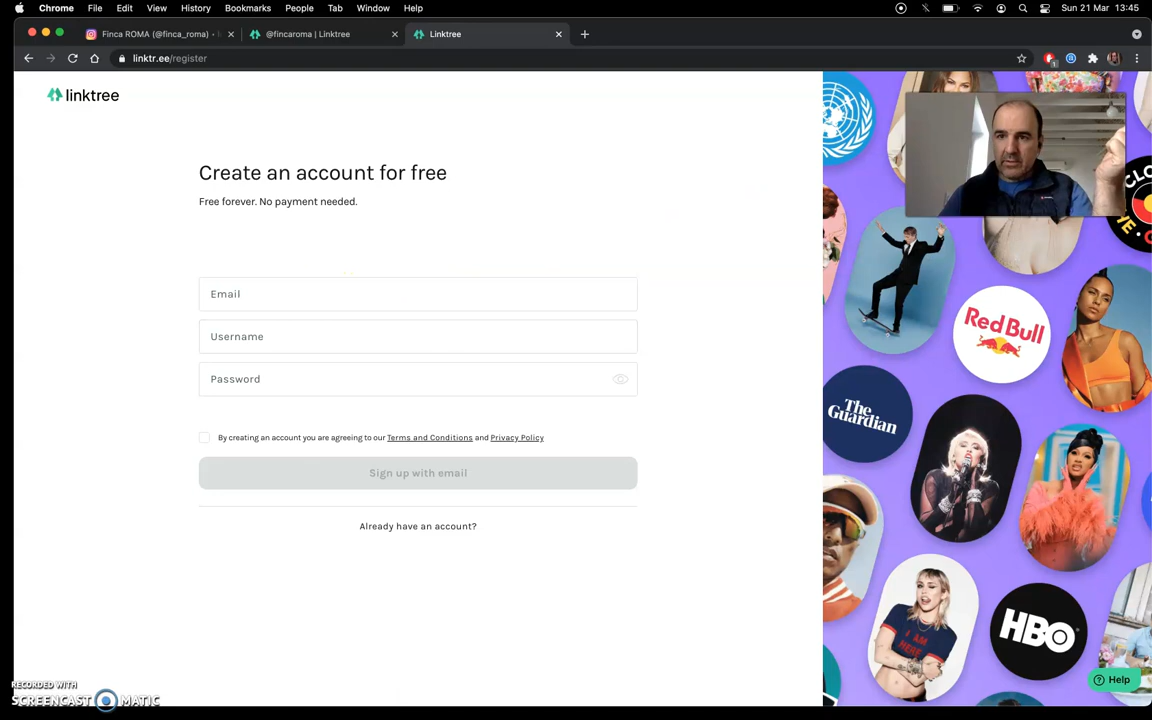 Chrome File Edit View History Bookmarks People Tab Window Help Sun 21 Mar 13:45
Finca ROMA (@finca_roma) • @fincaroma | Linktree Linktree
linktr.ee/register
1
linktree
Create an account for free
Free forever. No payment needed.
Email
Username
Password
By creating an account you are agreeing to our Terms and Conditions and Privacy Policy
Sign up with email
Already have an account?
Red Bull
The
Guardian
I AM
HERE
HBO
Help
RECORDED WITH
SCREENCAST MATIC